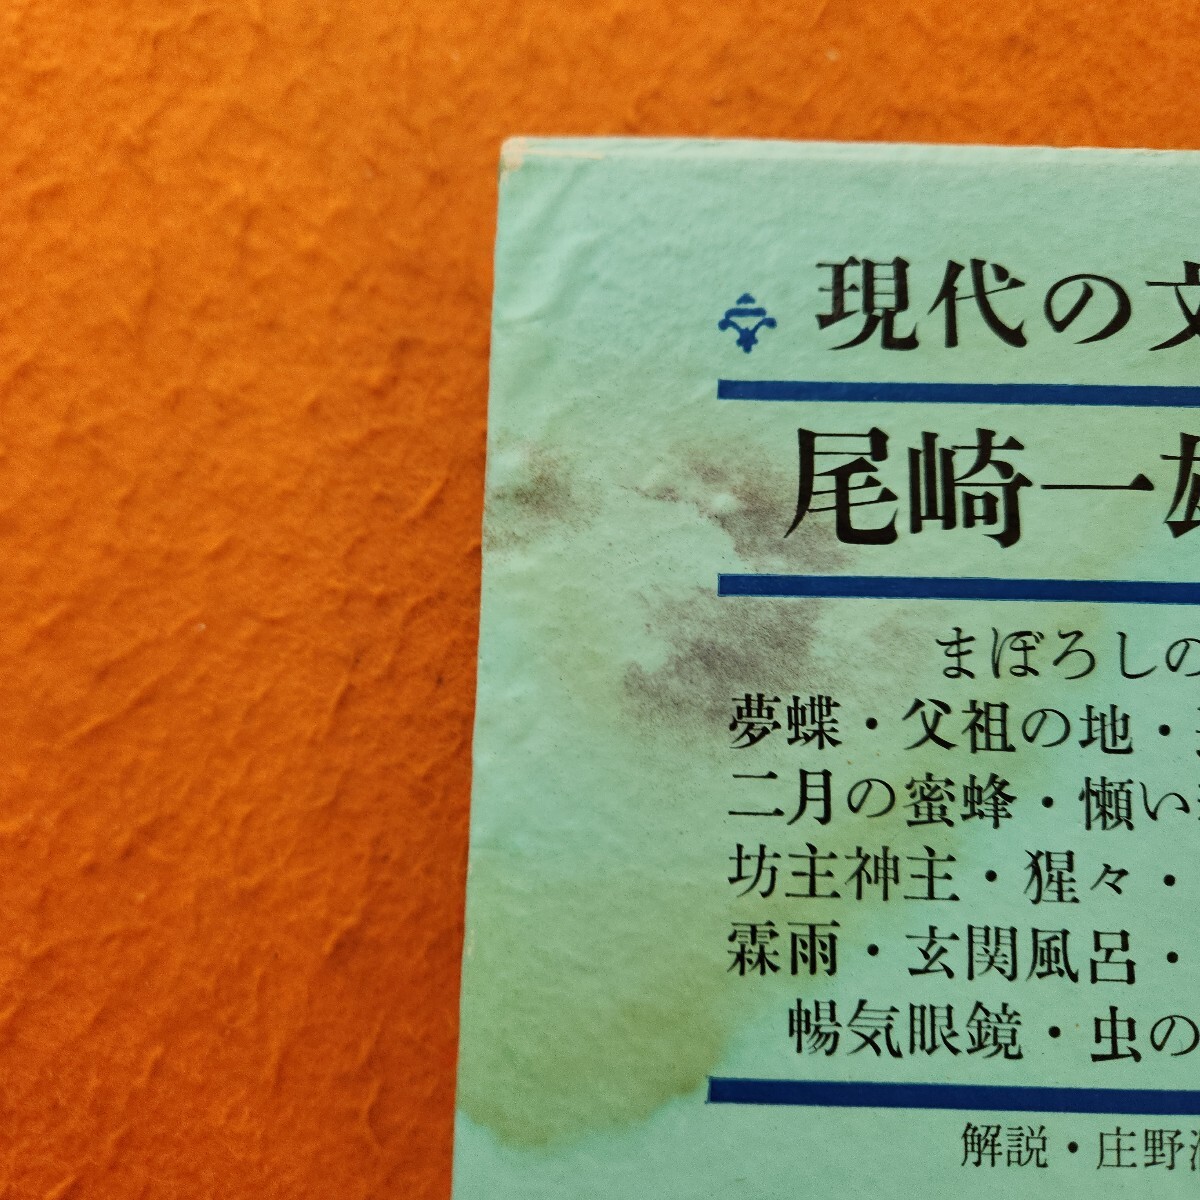 現代の文
尾崎一雄
まぼろしの
夢蝶・父祖の地・
二月の蜜蜂・懶い
坊主神主・猩々・
霖雨・玄関風呂・
暢気眼鏡・虫の
解説・庄野